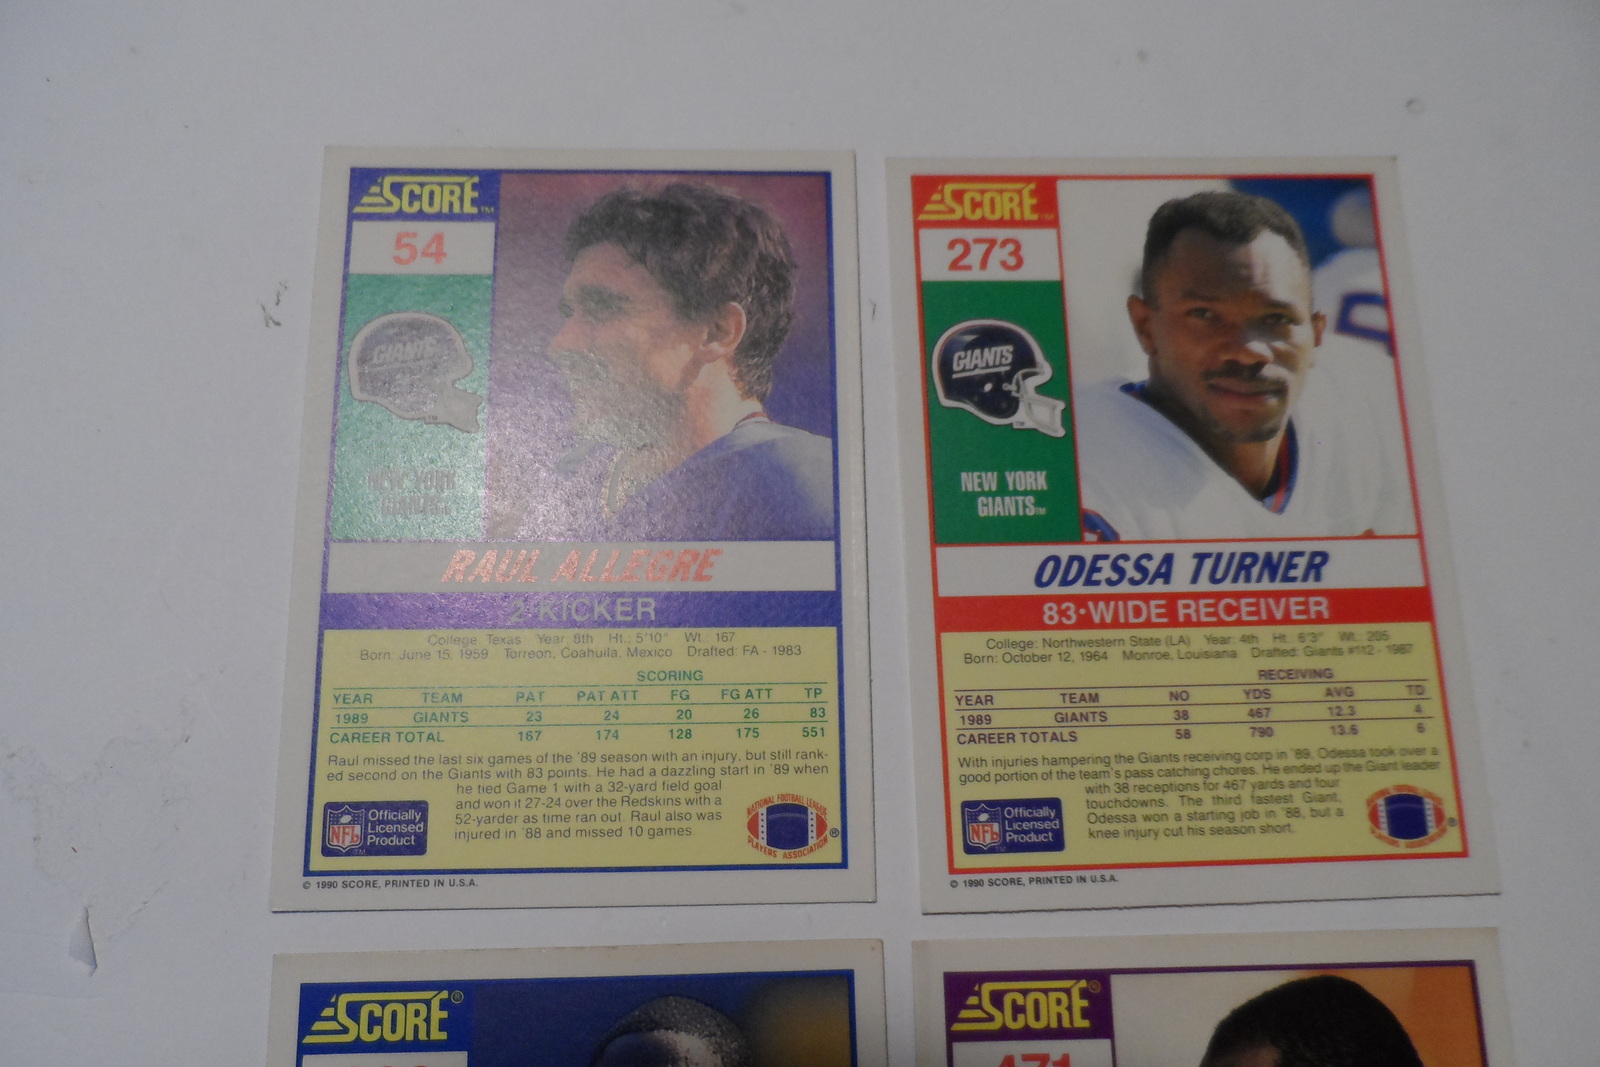 SCORE™
54
GIANTS
NEW YORK
GIANTS™
RAUL ALLEGRE
2·KICKER
College: Texas Year: 8th Ht.: 5'10" Wt.: 167
Born: June 15, 1959 Torreon, Coahuila, Mexico Drafted: FA - 1983
SCORING
YEAR TEAM PAT PAT ATT FG FG ATT TP
1989 GIANTS 23 24 20 26 83
CAREER TOTAL 167 174 128 175 551
Raul missed the last six games of the '89 season with an injury, but still rank-
ed second on the Giants with 83 points. He had a dazzling start in '89 when
he tied Game 1 with a 32-yard field goal
and won it 27-24 over the Redskins with a
52-yarder as time ran out. Raul also was
injured in '88 and missed 10 games.
NFL
Officially
Licensed
Product
NATIONAL FOOTBALL LEAGUE
PLAYERS ASSOCIATION
®
© 1990 SCORE, PRINTED IN U.S.A.
SCORE™
273
GIANTS
NEW YORK
GIANTS™
ODESSA TURNER
83·WIDE RECEIVER
College: Northwestern State (LA) Year: 4th Ht: 6'3" Wt.: 205
Born: October 12, 1964 Monroe, Louisiana Drafted: Giants #112 - 1987
RECEIVING
YEAR TEAM NO YDS AVG TD
1989 GIANTS 38 467 12.3 4
CAREER TOTALS 58 790 13.6 6
With injuries hampering the Giants receiving corp in '89, Odessa took over a
good portion of the team's pass catching chores. He ended up the Giant leader
with 38 receptions for 467 yards and four
touchdowns. The third fastest Giant,
Odessa won a starting job in '88, but a
knee injury cut his season short.
NFL
Officially
Licensed
Product
®
© 1990 SCORE, PRINTED IN U.S.A.
SCORE®
SCORE®
471